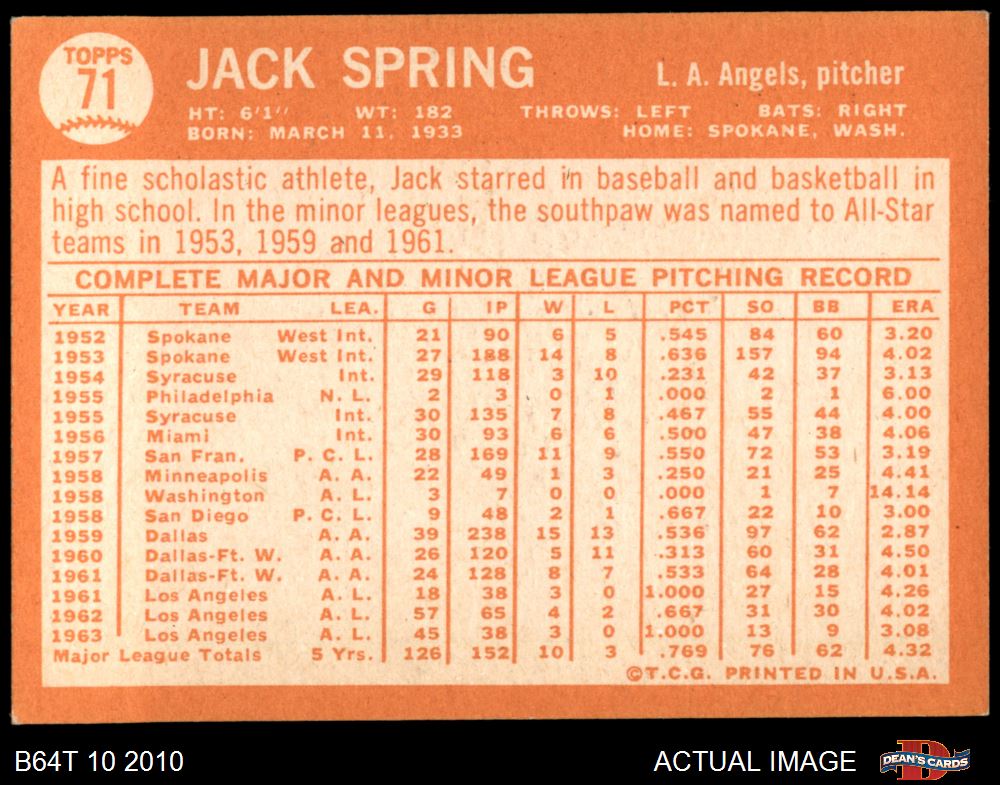 TOPPS
71
JACK SPRING
L. A. Angels, pitcher
HT: 6'1'' WT: 182 THROWS: LEFT BATS: RIGHT
BORN: MARCH 11, 1933 HOME: SPOKANE, WASH.
A fine scholastic athlete, Jack starred in baseball and basketball in
high school. In the minor leagues, the southpaw was named to All-Star
teams in 1953, 1959 and 1961.
COMPLETE MAJOR AND MINOR LEAGUE PITCHING RECORD
YEAR TEAM LEA. G IP W L PCT SO BB ERA
1952 Spokane West Int. 21 90 6 5 .545 84 60 3.20
1953 Spokane West Int. 27 188 14 8 .636 157 94 4.02
1954 Syracuse Int. 29 118 3 10 .231 42 37 3.13
1955 Philadelphia N. L. 2 3 0 1 .000 2 1 6.00
1955 Syracuse Int. 30 135 7 8 .467 55 44 4.00
1956 Miami Int. 30 93 6 6 .500 47 38 4.06
1957 San Fran. P. C. L. 28 169 11 9 .550 72 53 3.19
1958 Minneapolis A. A. 22 49 1 3 .250 21 25 4.41
1958 Washington A. L. 3 7 0 0 .000 1 7 14.14
1958 San Diego P. C. L. 9 48 2 1 .667 22 10 3.00
1959 Dallas A. A. 39 238 15 13 .536 97 62 2.87
1960 Dallas-Ft. W. A. A. 26 120 5 11 .313 60 31 4.50
1961 Dallas-Ft. W. A. A. 24 128 8 7 .533 64 28 4.01
1961 Los Angeles A. L. 18 38 3 0 1.000 27 15 4.26
1962 Los Angeles A. L. 57 65 4 2 .667 31 30 4.02
1963 Los Angeles A. L. 45 38 3 0 1.000 13 9 3.08
Major League Totals 5 Yrs. 126 152 10 3 .769 76 62 4.32
©T.C.G. PRINTED IN U.S.A.
B64T 10 2010 ACTUAL IMAGE DEAN'S CARDS